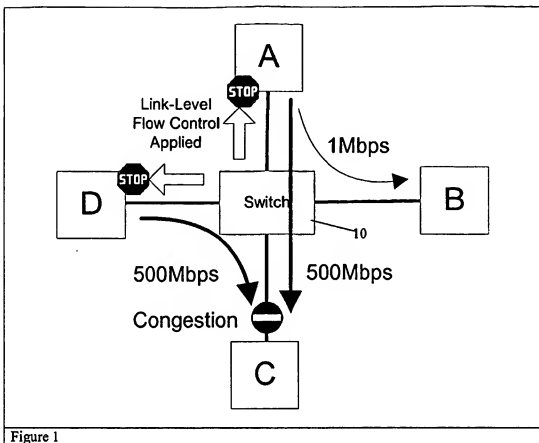 A
STOP
Link-Level
Flow Control
Applied
1Mbps
STOP
D
Switch
B
10
500Mbps
500Mbps
Congestion
C
Figure 1